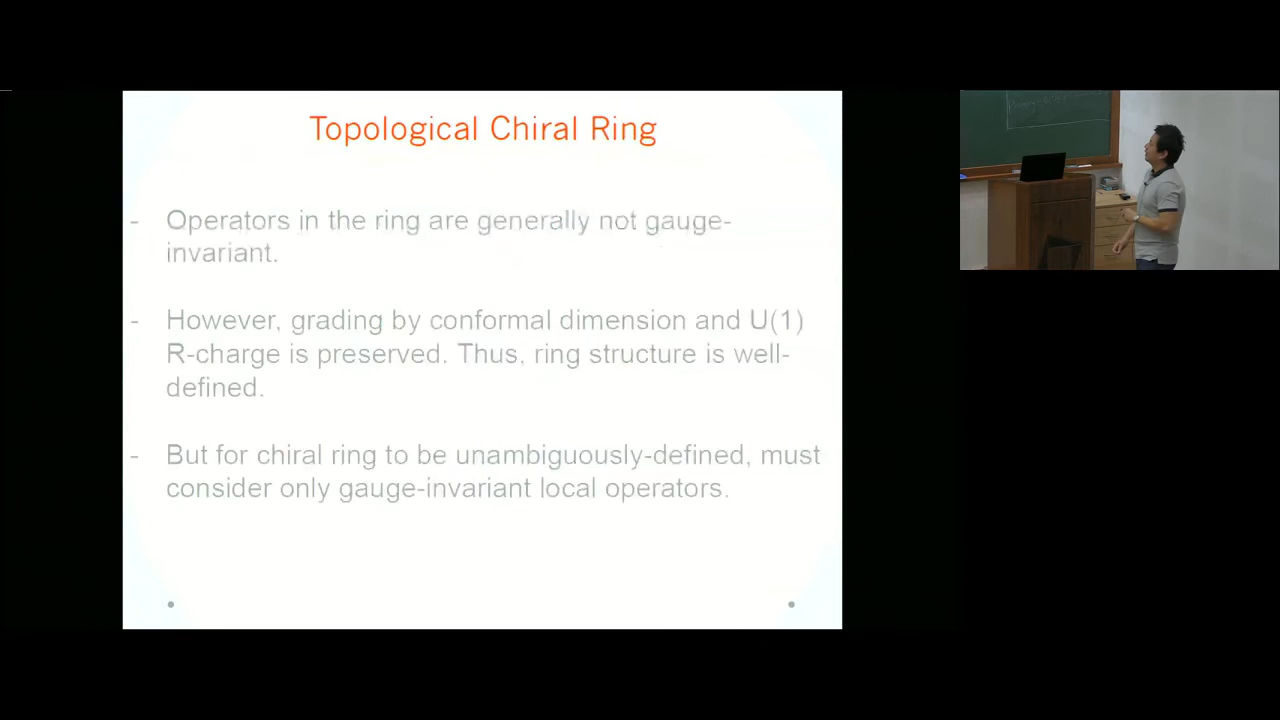 Topological Chiral Ring
- Operators in the ring are generally not gauge-
invariant.
- However, grading by conformal dimension and U(1)
R-charge is preserved. Thus, ring structure is well-
defined.
- But for chiral ring to be unambiguously-defined, must
consider only gauge-invariant local operators.